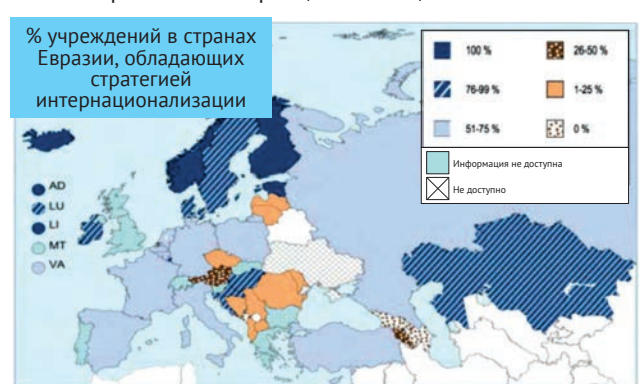 % учреждений в странах
Евразии, обладающих
стратегией
интернационализации
100 %
26-50 %
76-99 %
1-25 %
51-75 %
0 %
Информация не доступна
Не доступно
AD
LU
LI
MT
VA